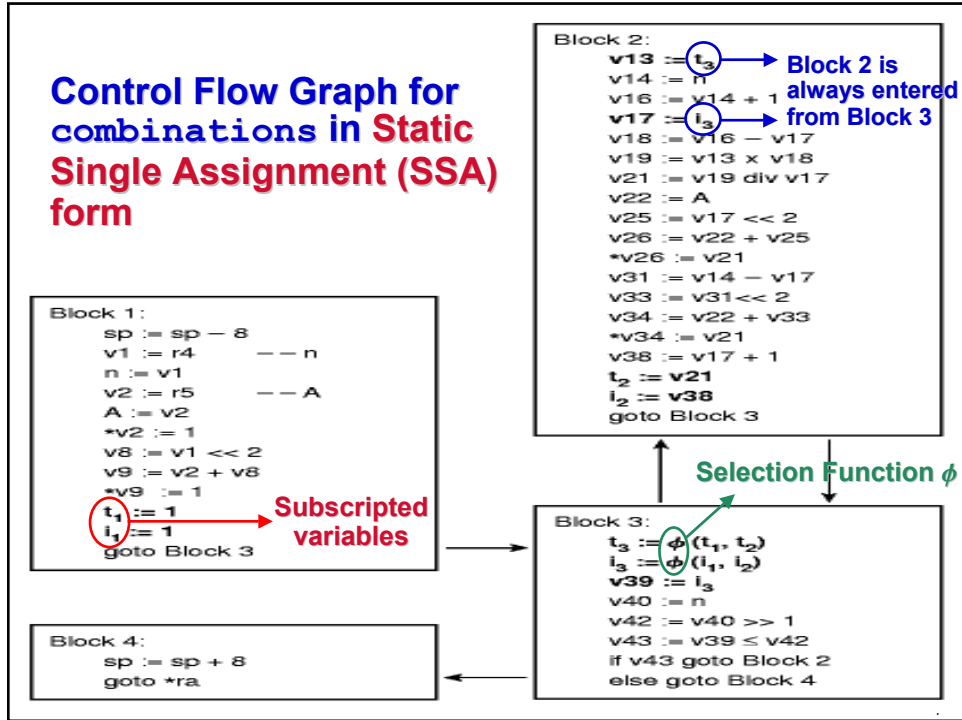 Control Flow Graph for
combinations in Static
Single Assignment (SSA)
form
Block 1:
sp := sp – 8
v1 := r4 – – n
n := v1
v2 := r5 – – A
A := v2
*v2 := 1
v8 := v1 << 2
v9 := v2 + v8
*v9 := 1
t₁ := 1
i₁ := 1
goto Block 3
Subscripted
variables
Block 4:
sp := sp + 8
goto *ra
Block 2:
v13 := t₃
v14 := n
v16 := v14 + 1
v17 := i₃
v18 := v16 – v17
v19 := v13 x v18
v21 := v19 div v17
v22 := A
v25 := v17 << 2
v26 := v22 + v25
*v26 := v21
v31 := v14 – v17
v33 := v31<< 2
v34 := v22 + v33
*v34 := v21
v38 := v17 + 1
t₂ := v21
i₂ := v38
goto Block 3
Block 2 is
always entered
from Block 3
Selection Function ϕ
Block 3:
t₃ := ϕ (t₁, t₂)
i₃ := ϕ (i₁, i₂)
v39 := i₃
v40 := n
v42 := v40 >> 1
v43 := v39 ≤ v42
if v43 goto Block 2
else goto Block 4